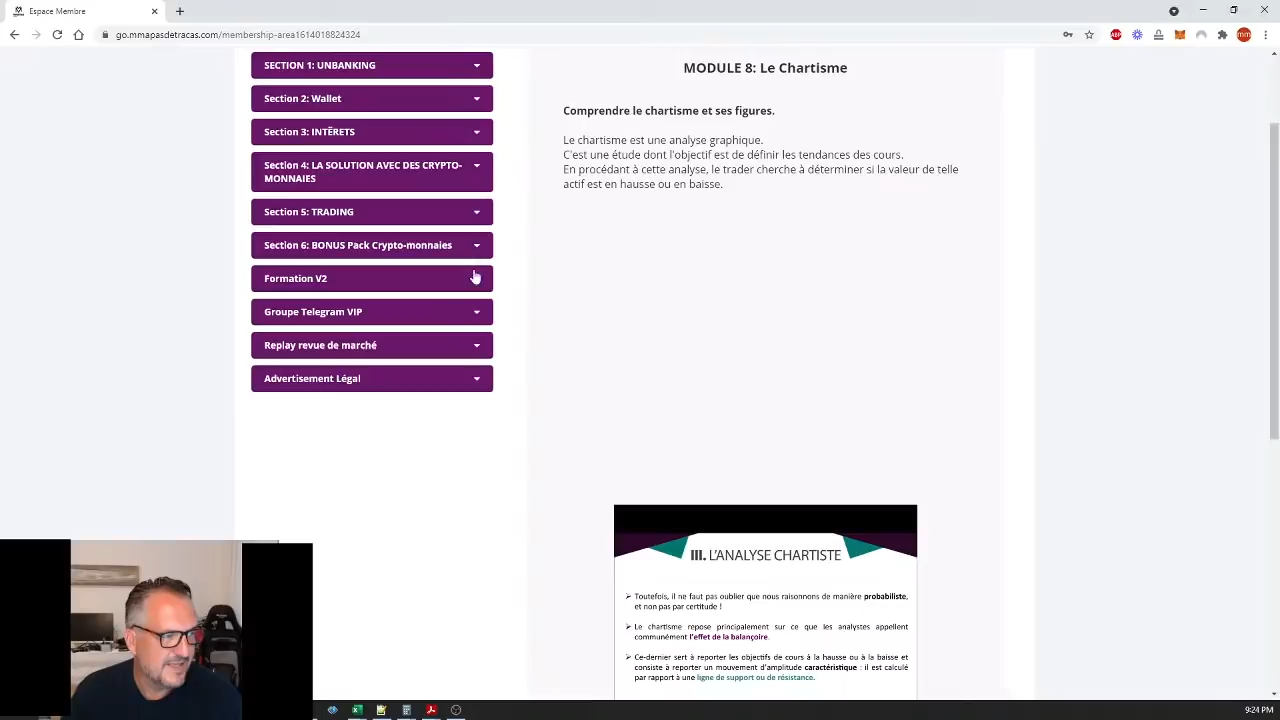 Espace Membre
go.mmapasdetracas.com/membership-area1614018824324
ABP
mm
SECTION 1: UNBANKING
Section 2: Wallet
Section 3: INTÈRETS
Section 4: LA SOLUTION AVEC DES CRYPTO-
MONNAIES
Section 5: TRADING
Section 6: BONUS Pack Crypto-monnaies
Formation V2
Groupe Telegram VIP
Replay revue de marché
Advertisement Légal
MODULE 8: Le Chartisme
Comprendre le chartisme et ses figures.
Le chartisme est une analyse graphique.
C'est une étude dont l'objectif est de définir les tendances des cours.
En procédant à cette analyse, le trader cherche à déterminer si la valeur de telle
actif est en hausse ou en baisse.
III. L'ANALYSE CHARTISTE
➢ Toutefois, il ne faut pas oublier que nous raisonnons de manière probabiliste,
et non pas par certitude !
➢ Le chartisme repose principalement sur ce que les analystes appellent
communément l'effet de la balançoire.
➢ Ce-dernier sert à reporter les objectifs de cours à la hausse ou à la baisse et
consiste à reporter un mouvement d'amplitude caractéristique : il est calculé
par rapport à une ligne de support ou de résistance.
9:24 PM